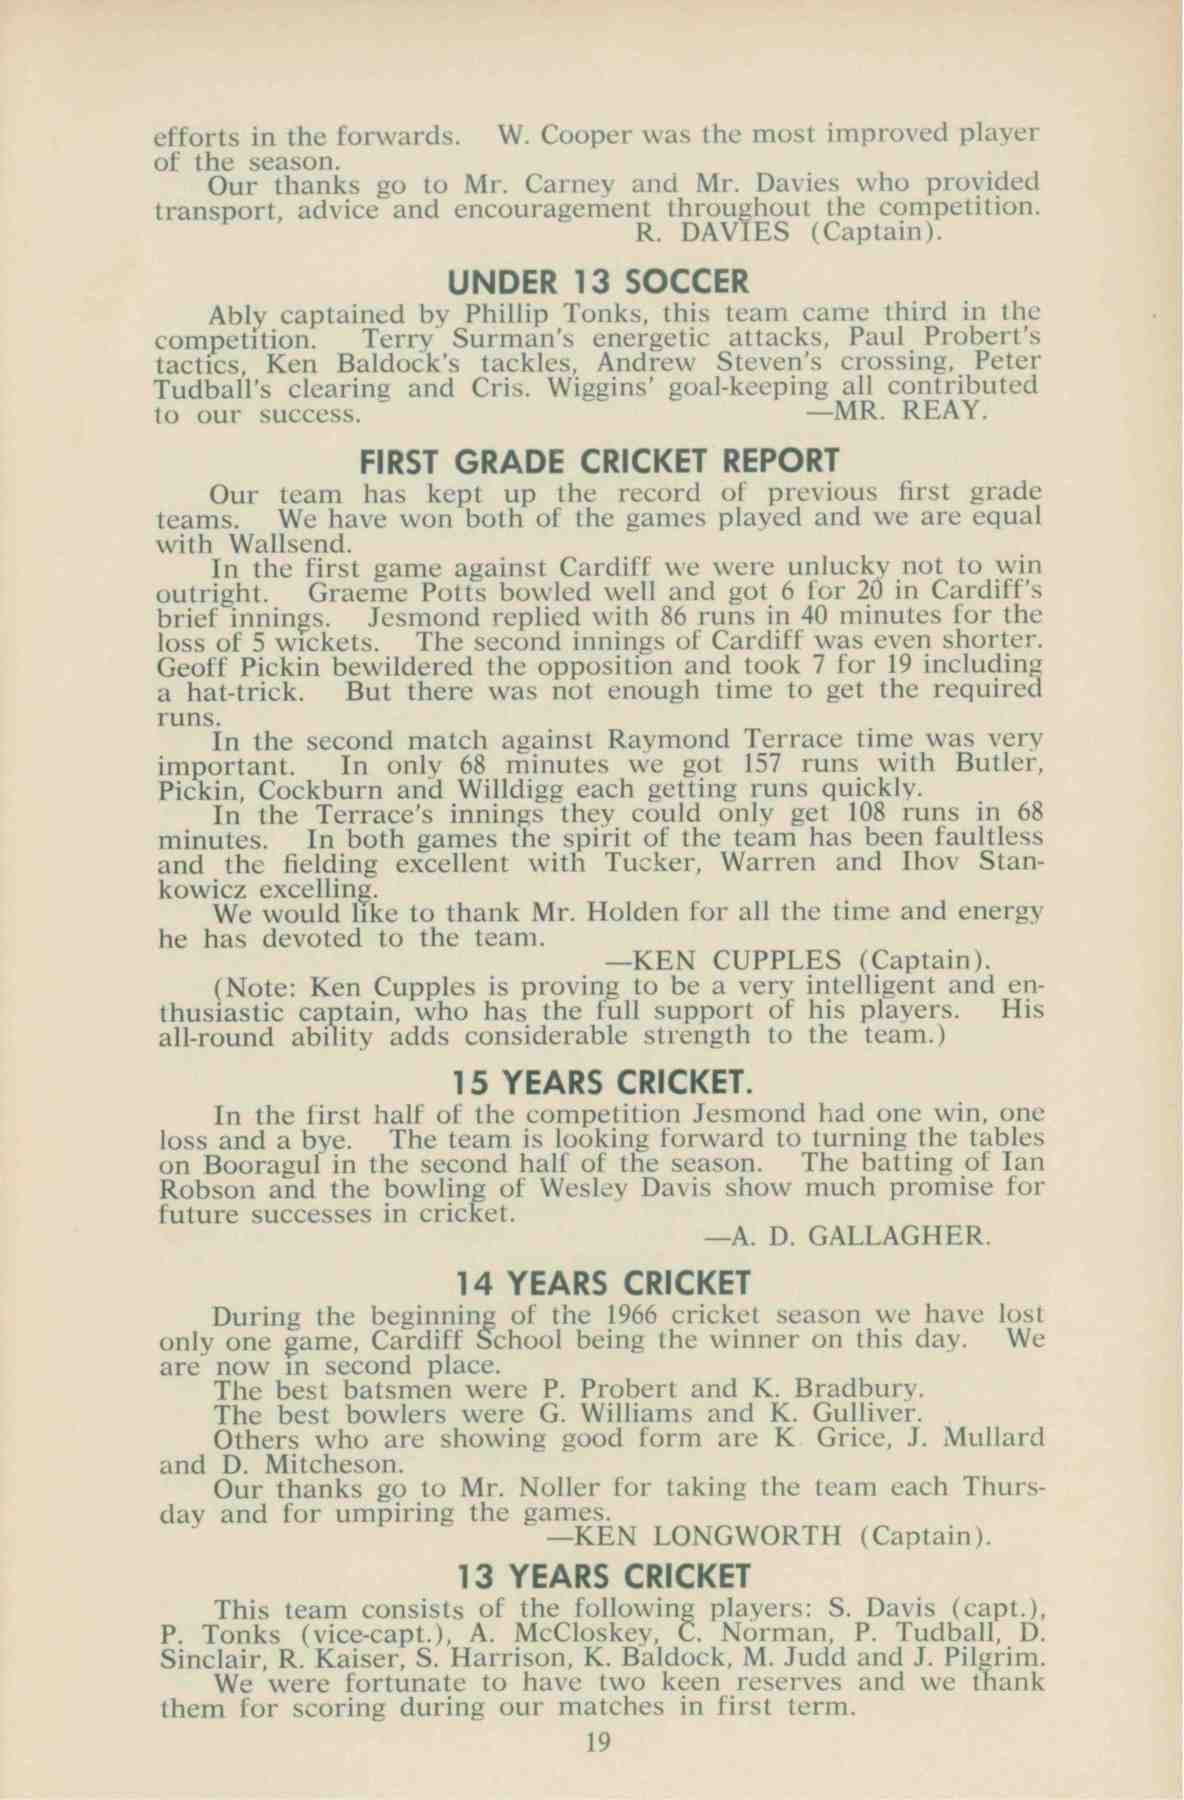 efforts in the forwards. W. Cooper was the most improved player
of the season.
Our thanks go to Mr. Carney and Mr. Davies who provided
transport, advice and encouragement throughout the competition.
R. DAVIES (Captain).
UNDER 13 SOCCER
Ably captained by Phillip Tonks, this team came third in the
competition. Terry Surman's energetic attacks, Paul Probert's
tactics, Ken Baldock's tackles, Andrew Steven's crossing, Peter
Tudball's clearing and Cris. Wiggins' goal-keeping all contributed
to our success. —MR. REAY.
FIRST GRADE CRICKET REPORT
Our team has kept up the record of previous first grade
teams. We have won both of the games played and we are equal
with Wallsend.
In the first game against Cardiff we were unlucky not to win
outright. Graeme Potts bowled well and got 6 for 20 in Cardiff's
brief innings. Jesmond replied with 86 runs in 40 minutes for the
loss of 5 wickets. The second innings of Cardiff was even shorter.
Geoff Pickin bewildered the opposition and took 7 for 19 including
a hat-trick. But there was not enough time to get the required
runs.
In the second match against Raymond Terrace time was very
important. In only 68 minutes we got 157 runs with Butler,
Pickin, Cockburn and Willdigg each getting runs quickly.
In the Terrace's innings they could only get 108 runs in 68
minutes. In both games the spirit of the team has been faultless
and the fielding excellent with Tucker, Warren and Ihov Stan-
kowicz excelling.
We would like to thank Mr. Holden for all the time and energy
he has devoted to the team.
—KEN CUPPLES (Captain).
(Note: Ken Cupples is proving to be a very intelligent and en-
thusiastic captain, who has the full support of his players. His
all-round ability adds considerable strength to the team.)
15 YEARS CRICKET.
In the first half of the competition Jesmond had one win, one
loss and a bye. The team is looking forward to turning the tables
on Booragul in the second half of the season. The batting of Ian
Robson and the bowling of Wesley Davis show much promise for
future successes in cricket.
—A. D. GALLAGHER.
14 YEARS CRICKET
During the beginning of the 1966 cricket season we have lost
only one game, Cardiff School being the winner on this day. We
are now in second place.
The best batsmen were P. Probert and K. Bradbury.
The best bowlers were G. Williams and K. Gulliver.
Others who are showing good form are K. Grice, J. Mullard
and D. Mitcheson.
Our thanks go to Mr. Noller for taking the team each Thurs-
day and for umpiring the games.
—KEN LONGWORTH (Captain).
13 YEARS CRICKET
This team consists of the following players: S. Davis (capt.),
P. Tonks (vice-capt.), A. McCloskey, C. Norman, P. Tudball, D.
Sinclair, R. Kaiser, S. Harrison, K. Baldock, M. Judd and J. Pilgrim.
We were fortunate to have two keen reserves and we thank
them for scoring during our matches in first term.
19